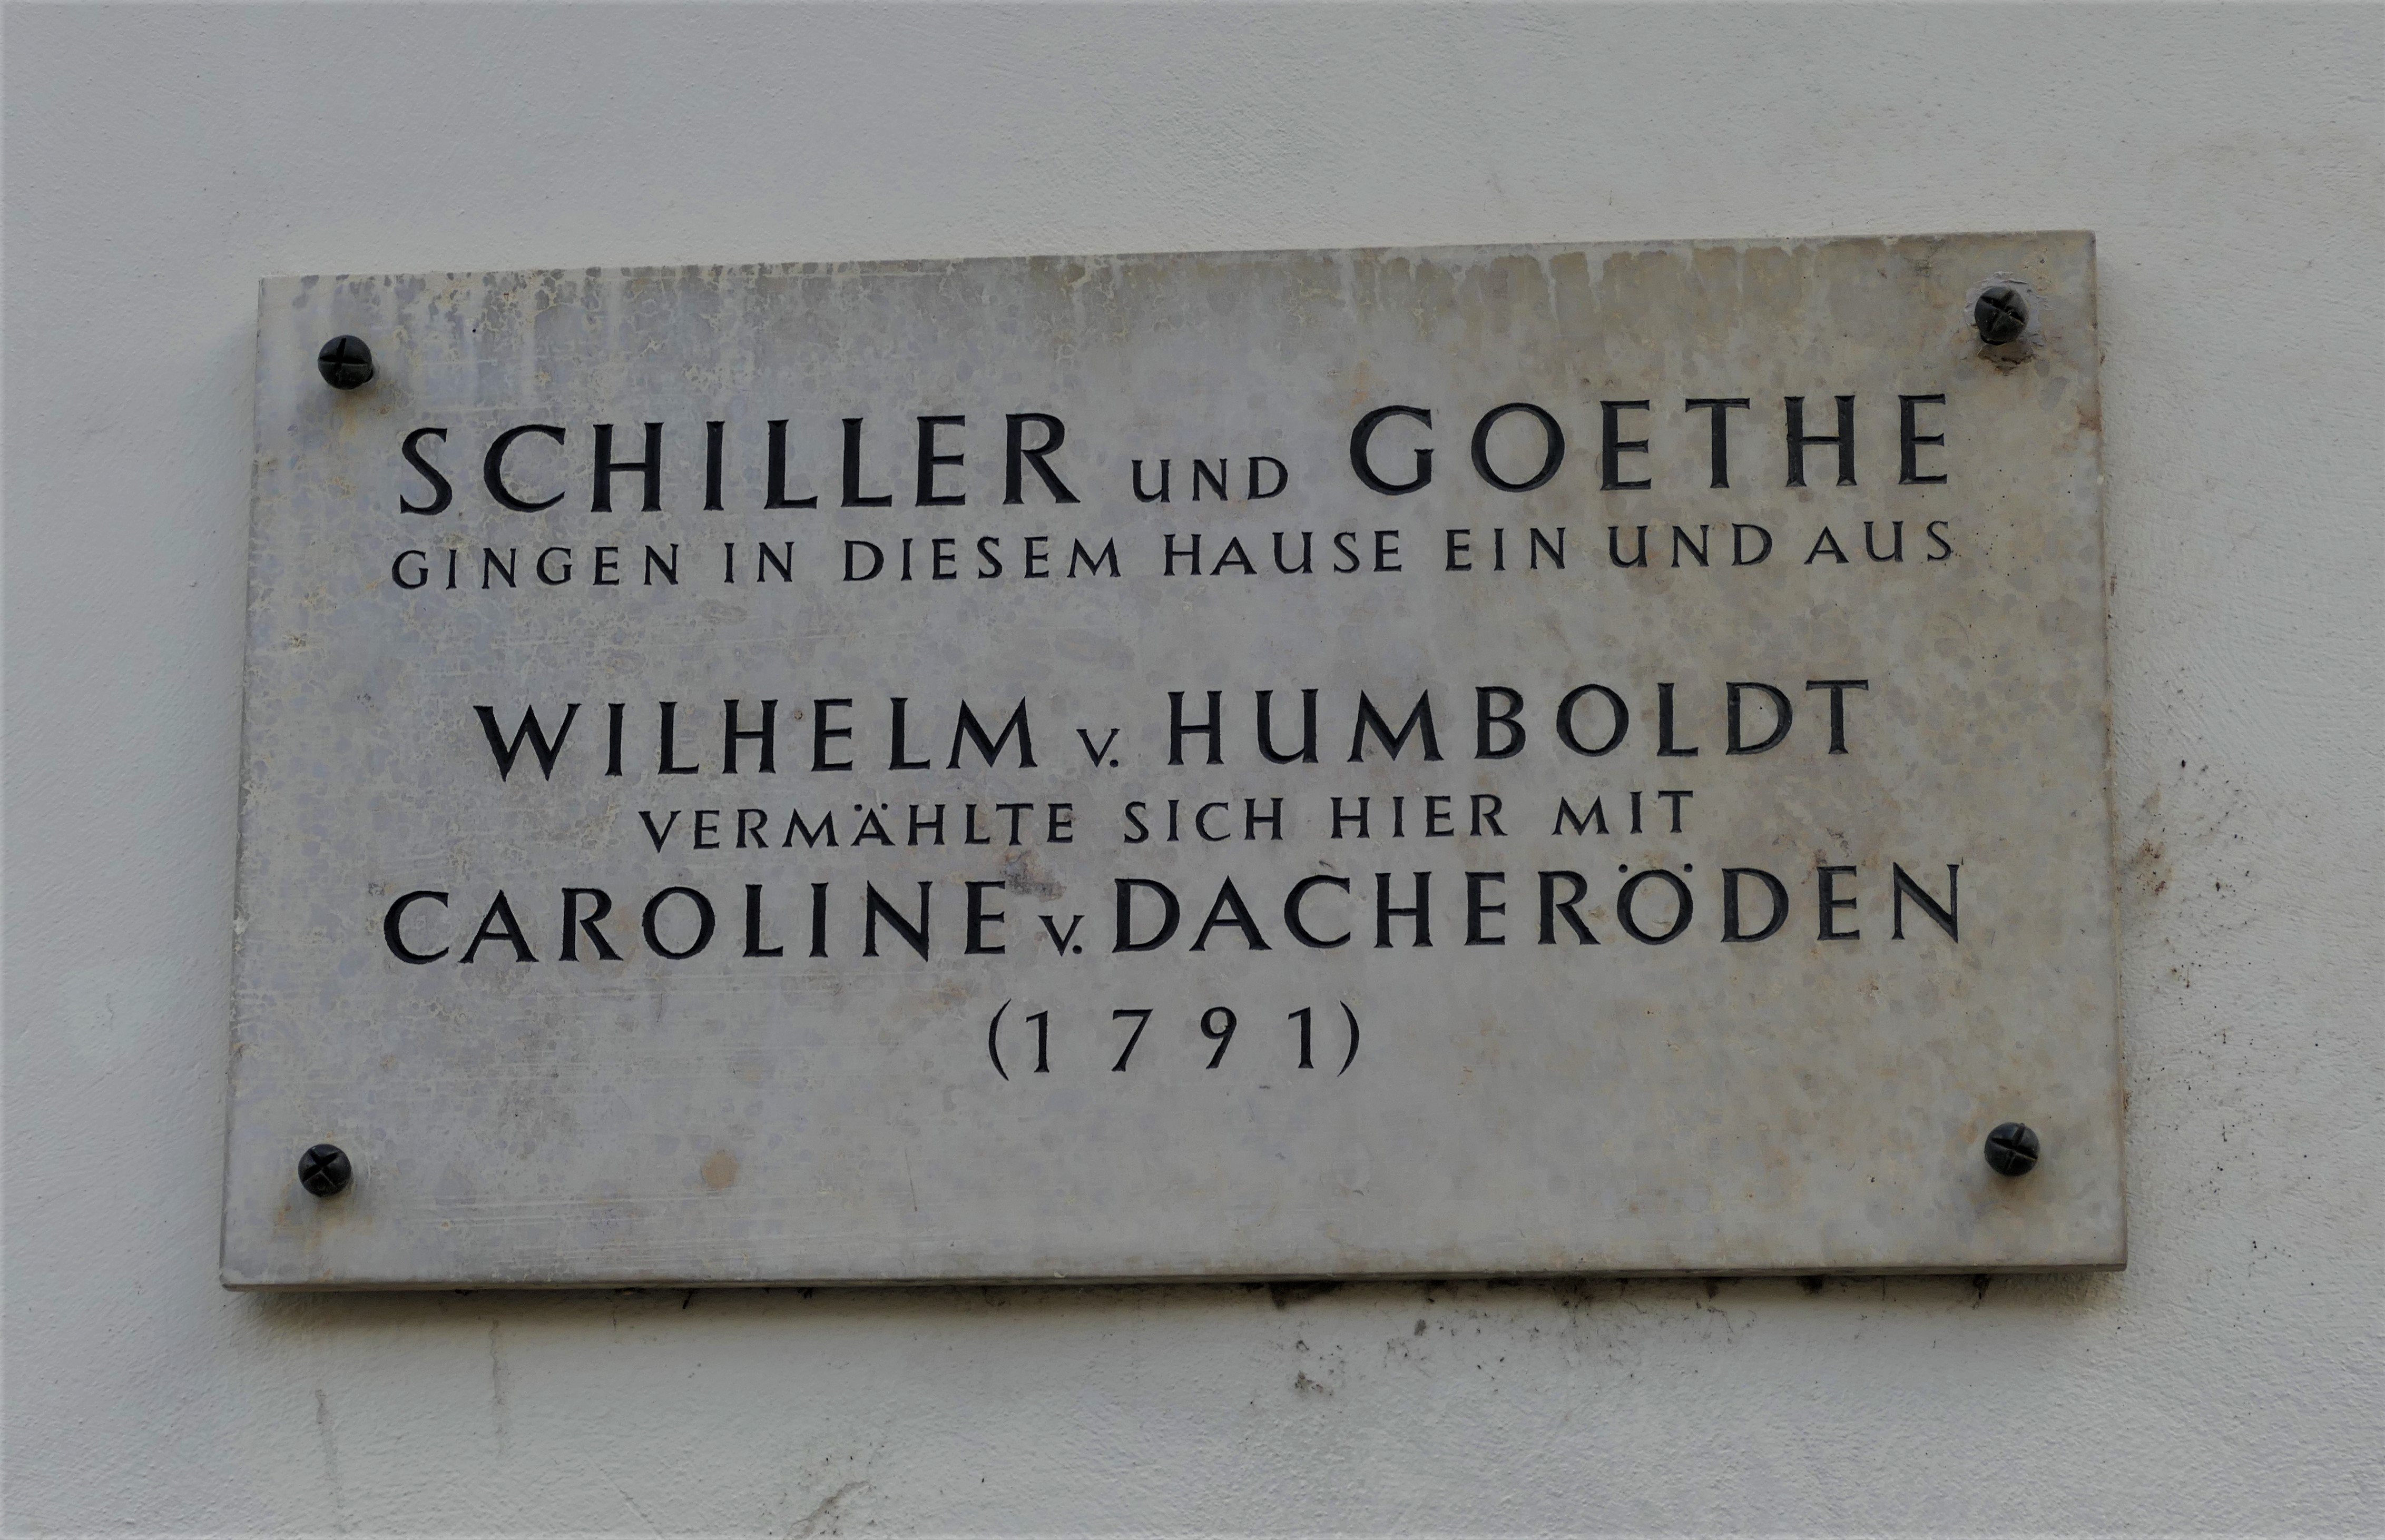 SCHILLER UND GOETHE
GINGEN IN DIESEM HAUSE EIN UND AUS
WILHELM V. HUMBOLDT
VERMÄHLTE SICH HIER MIT
CAROLINE V. DACHERÖDEN
(1791)